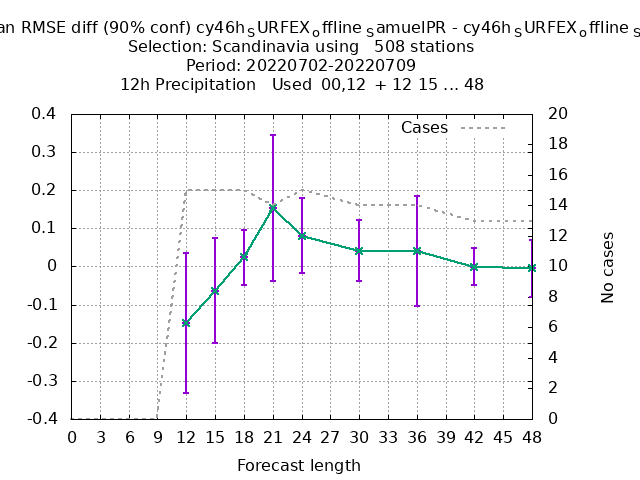 an RMSE diff (90% conf) cy46h_SURFEX_offline_samuelPR - cy46h_SURFEX_offline_s
Selection: Scandinavia using 508 stations
Period: 20220702-20220709
12h Precipitation Used 00,12 + 12 15 ... 48
Cases
0.4
0.3
0.2
0.1
0
-0.1
-0.2
-0.3
-0.4
20
18
16
14
12
10
8
6
4
2
0
No cases
0 3 6 9 12 15 18 21 24 27 30 33 36 39 42 45 48
Forecast length